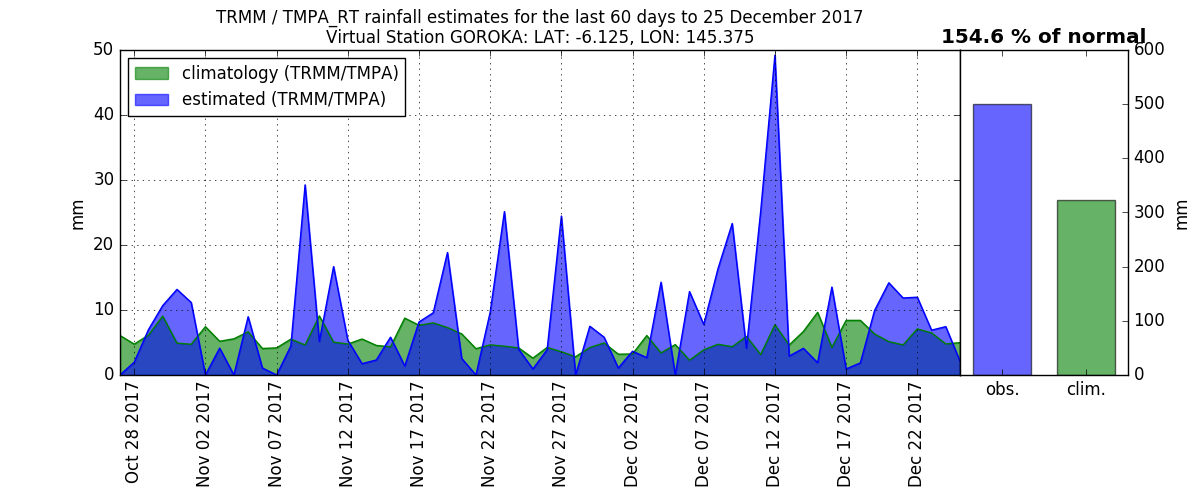 TRMM / TMPA_RT rainfall estimates for the last 60 days to 25 December 2017
Virtual Station GOROKA: LAT: -6.125, LON: 145.375
154.6 % of normal
climatology (TRMM/TMPA)
estimated (TRMM/TMPA)
50
40
30
20
10
0
mm
600
500
400
300
200
100
0
mm
obs.
clim.
Oct 28 2017
Nov 02 2017
Nov 07 2017
Nov 12 2017
Nov 17 2017
Nov 22 2017
Nov 27 2017
Dec 02 2017
Dec 07 2017
Dec 12 2017
Dec 17 2017
Dec 22 2017